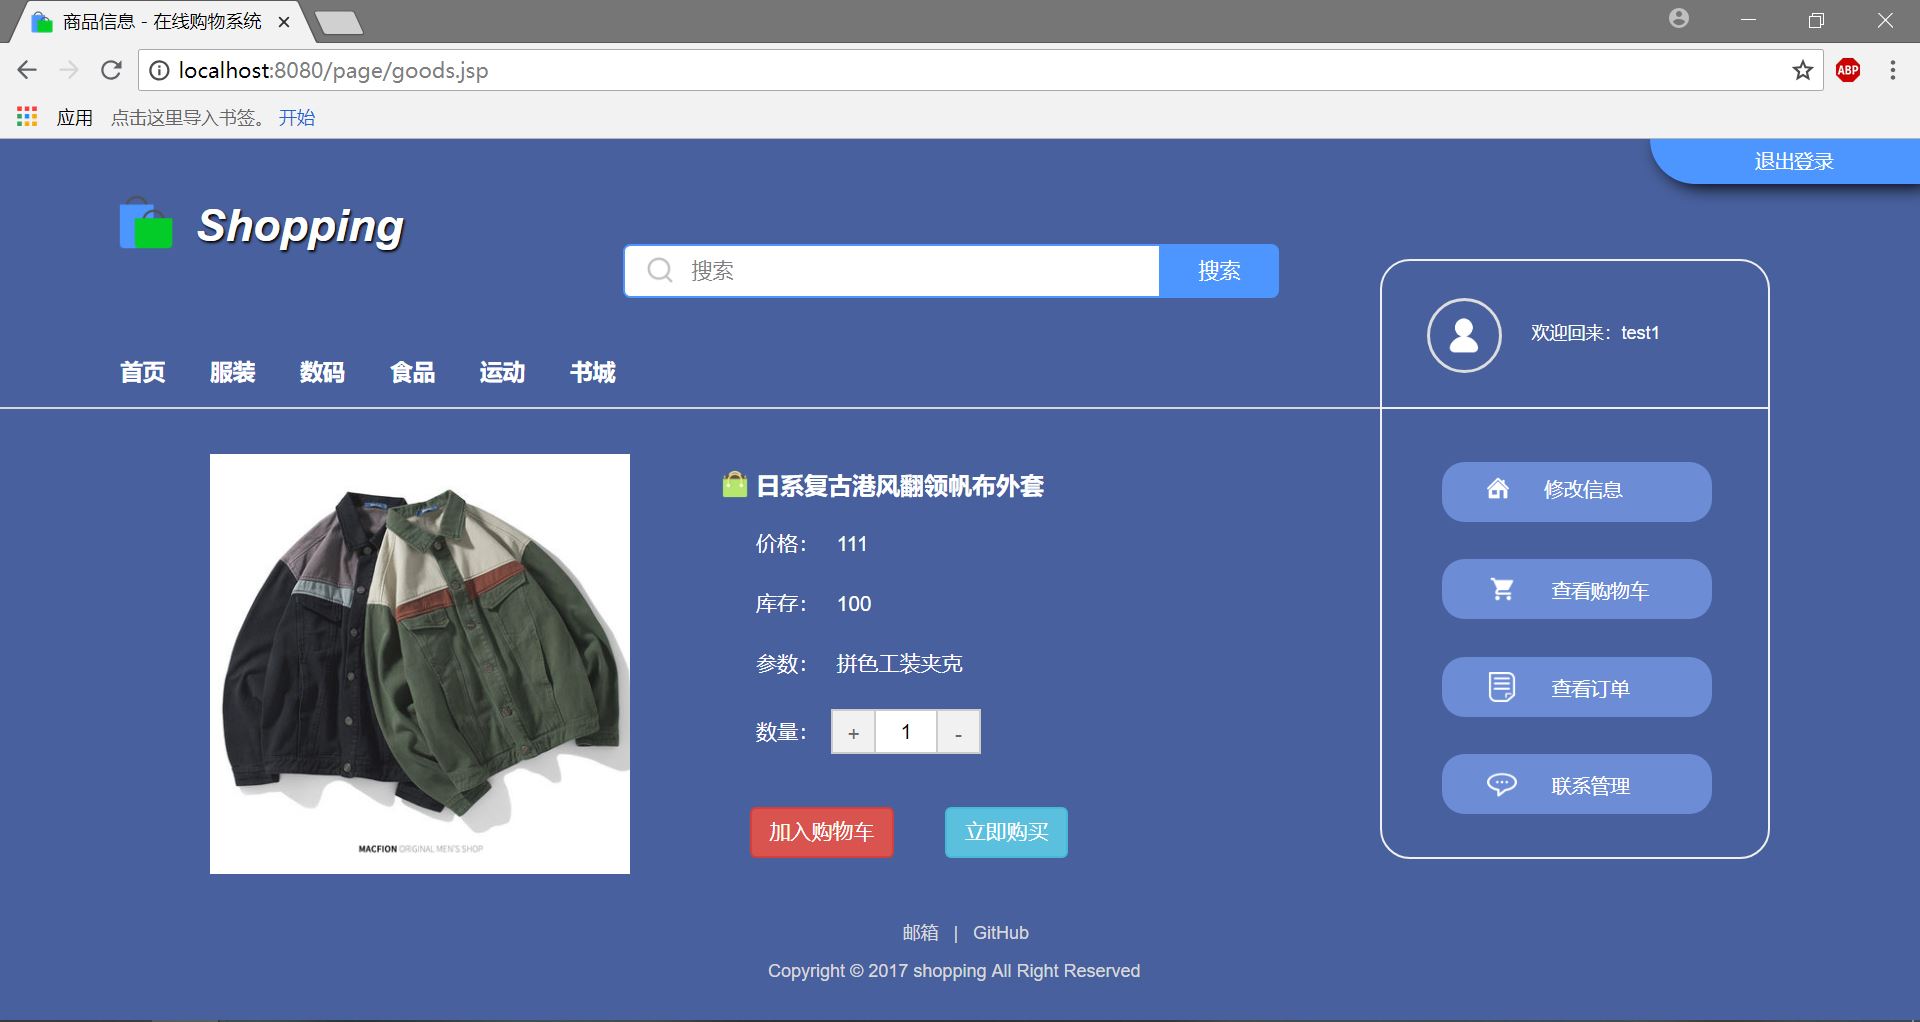 商品信息 - 在线购物系统
localhost:8080/page/goods.jsp
ABP
应用 点击这里导入书签。 开始
退出登录
Shopping
搜索 搜索
欢迎回来：test1
首页 服装 数码 食品 运动 书城
日系复古港风翻领帆布外套
价格： 111
库存： 100
参数： 拼色工装夹克
数量： + 1 -
加入购物车 立即购买
MACFION ORIGINAL MEN'S SHOP
修改信息
查看购物车
查看订单
联系管理
邮箱 | GitHub
Copyright © 2017 shopping All Right Reserved